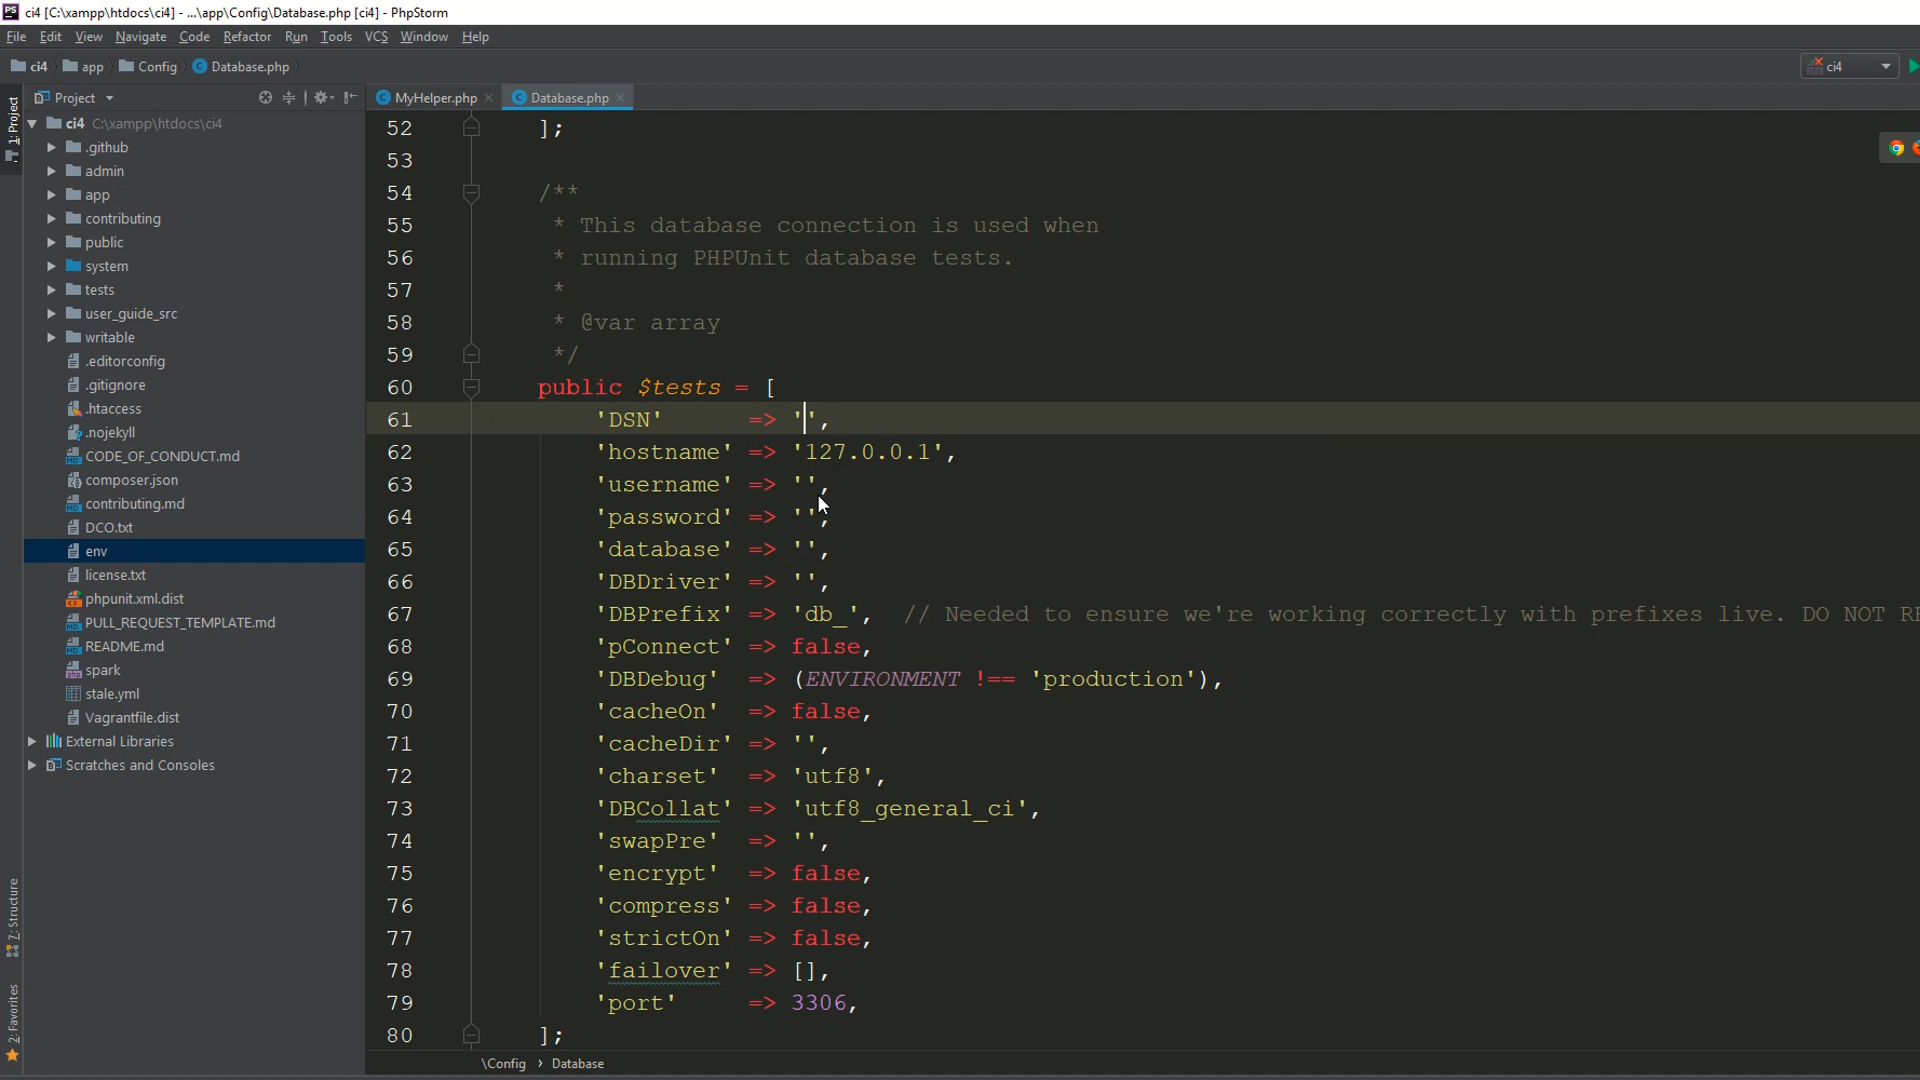 PS ci4 [C:\xampp\htdocs\ci4] - ...\app\Config\Database.php [ci4] - PhpStorm
File Edit View Navigate Code Refactor Run Tools VCS Window Help
ci4 app Config Database.php ci4
1: Project
Project
MyHelper.php Database.php
ci4 C:\xampp\htdocs\ci4
.github
admin
app
contributing
public
system
tests
user_guide_src
writable
.editorconfig
.gitignore
.htaccess
.nojekyll
CODE_OF_CONDUCT.md
composer.json
contributing.md
DCO.txt
env
license.txt
phpunit.xml.dist
PULL_REQUEST_TEMPLATE.md
README.md
spark
stale.yml
Vagrantfile.dist
External Libraries
Scratches and Consoles
7: Structure
2: Favorites
52 ];
53
54 /**
55 * This database connection is used when
56 * running PHPUnit database tests.
57 *
58 * @var array
59 */
60 public $tests = [
61 'DSN' => '',
62 'hostname' => '127.0.0.1',
63 'username' => '',
64 'password' => '',
65 'database' => '',
66 'DBDriver' => '',
67 'DBPrefix' => 'db_', // Needed to ensure we're working correctly with prefixes live. DO NOT RE
68 'pConnect' => false,
69 'DBDebug' => (ENVIRONMENT !== 'production'),
70 'cacheOn' => false,
71 'cacheDir' => '',
72 'charset' => 'utf8',
73 'DBCollat' => 'utf8_general_ci',
74 'swapPre' => '',
75 'encrypt' => false,
76 'compress' => false,
77 'strictOn' => false,
78 'failover' => [],
79 'port' => 3306,
80 ];
\Config › Database